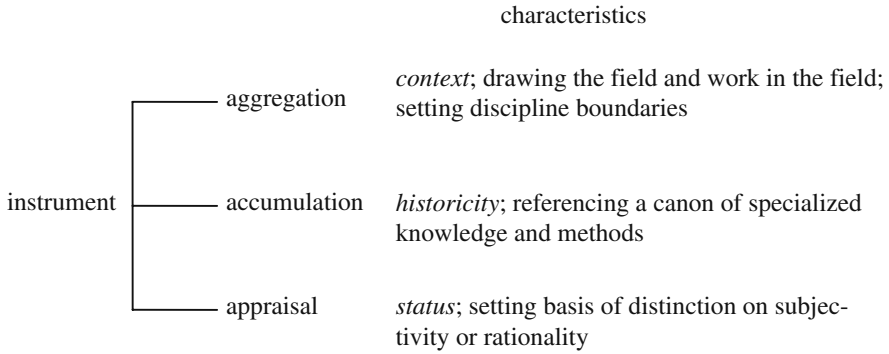 characteristics
aggregation context; drawing the field and work in the field;
setting discipline boundaries
instrument accumulation historicity; referencing a canon of specialized
knowledge and methods
appraisal status; setting basis of distinction on subjec-
tivity or rationality